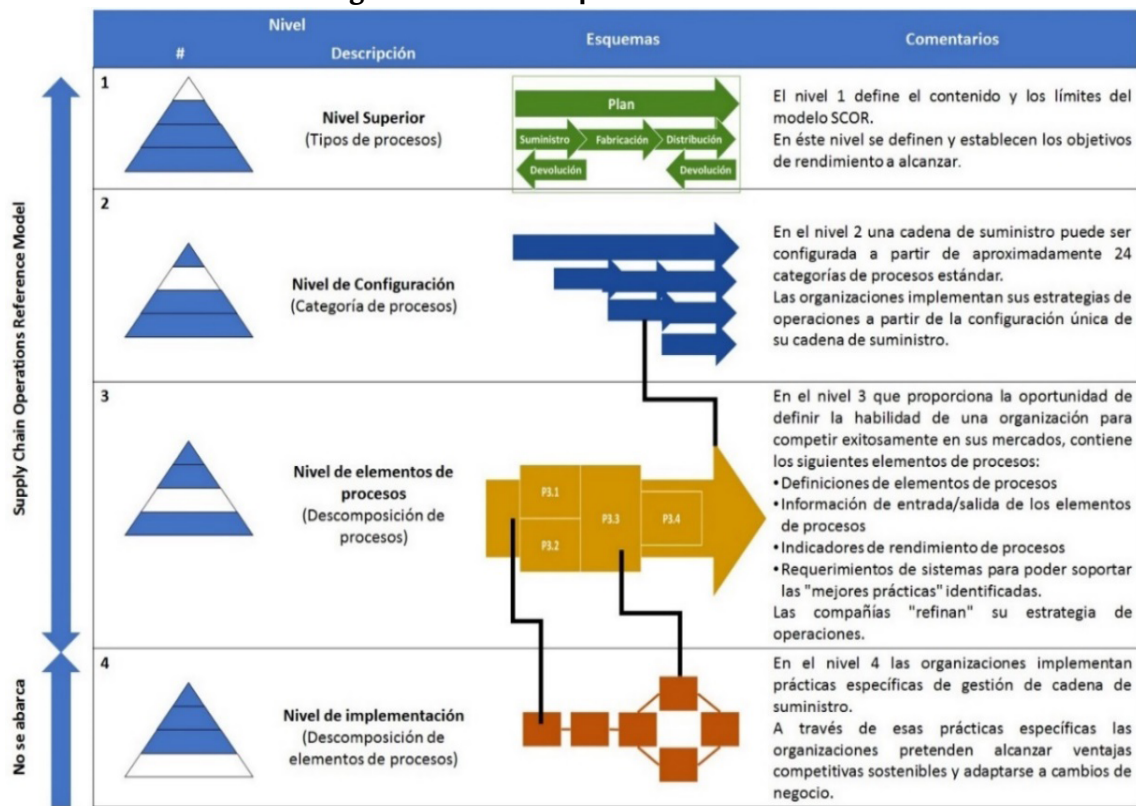 Nivel
#
Descripción
Esquemas
Comentarios
Supply Chain Operations Reference Model
No se abarca
1
Nivel Superior
(Tipos de procesos)
Plan
Suministro
Fabricación
Distribución
Devolución
Devolución
El nivel 1 define el contenido y los límites del
modelo SCOR.
En éste nivel se definen y establecen los objetivos
de rendimiento a alcanzar.
2
Nivel de Configuración
(Categoría de procesos)
En el nivel 2 una cadena de suministro puede ser
configurada a partir de aproximadamente 24
categorías de procesos estándar.
Las organizaciones implementan sus estrategias de
operaciones a partir de la configuración única de
su cadena de suministro.
3
Nivel de elementos de
procesos
(Descomposición de
procesos)
P3.1
P3.2
P3.3
P3.4
En el nivel 3 que proporciona la oportunidad de
definir la habilidad de una organización para
competir exitosamente en sus mercados, contiene
los siguientes elementos de procesos:
•Definiciones de elementos de procesos
•Información de entrada/salida de los elementos
de procesos
•Indicadores de rendimiento de procesos
•Requerimientos de sistemas para poder soportar
las "mejores prácticas" identificadas.
Las compañías "refinan" su estrategia de
operaciones.
4
Nivel de implementación
(Descomposición de
elementos de procesos)
En el nivel 4 las organizaciones implementan
prácticas específicas de gestión de cadena de
suministro.
A través de esas prácticas específicas las
organizaciones pretenden alcanzar ventajas
competitivas sostenibles y adaptarse a cambios de
negocio.